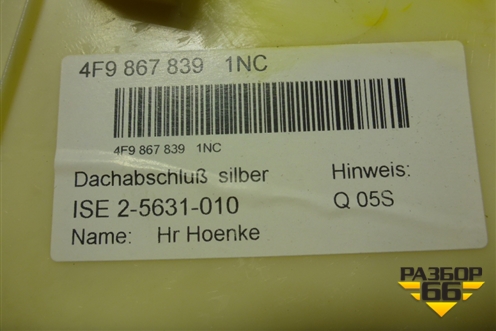 4F9 867 839 1NC
4F9 867 839 1NC
Dachabschluß silber
Hinweis:
ISE 2-5631-010
Q 05S
Name: Hr Hoenke
РАЗБОР
66